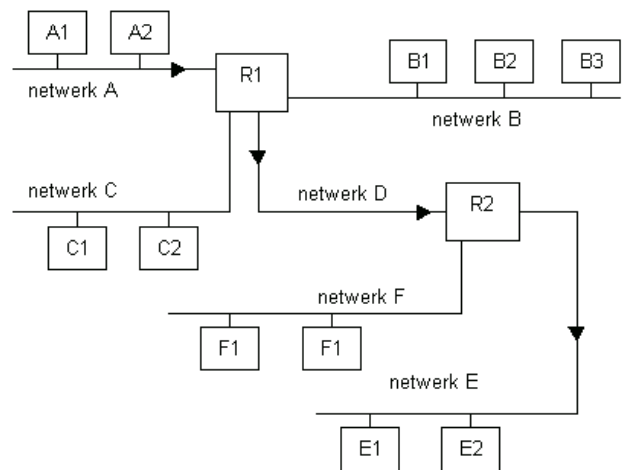 A1
A2
R1
B1
B2
B3
netwerk A
netwerk B
netwerk C
netwerk D
R2
C1
C2
netwerk F
F1
F1
netwerk E
E1
E2